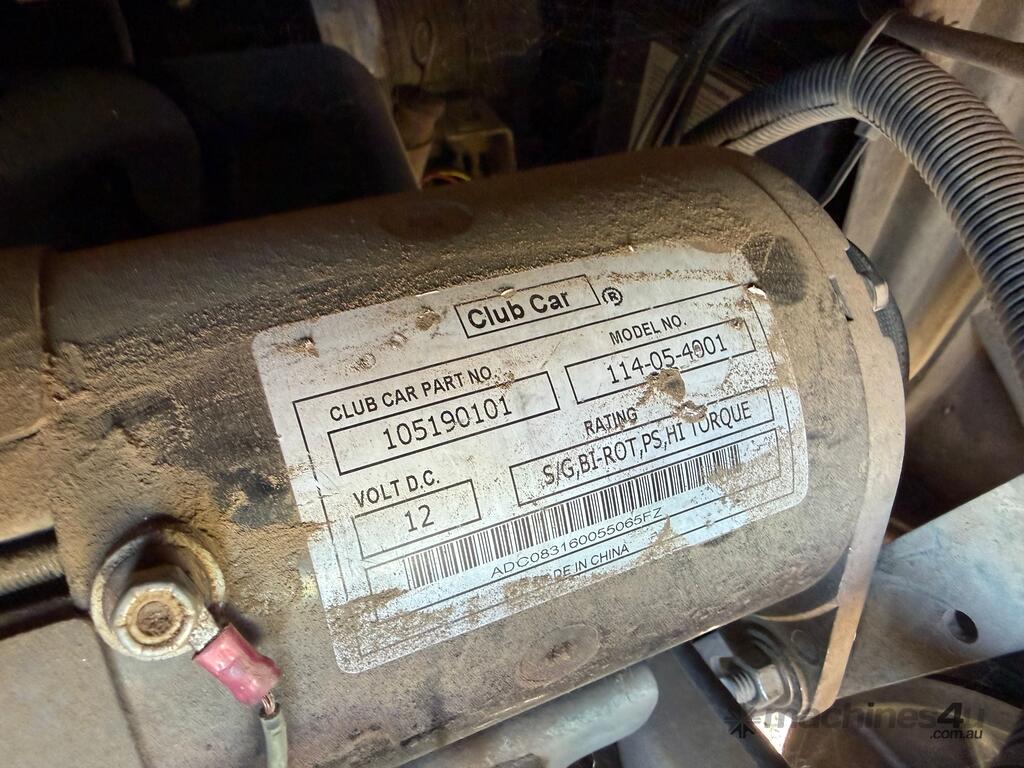 Club Car ®
CLUB CAR PART NO.
105190101
MODEL NO.
114-05-4001
VOLT D.C.
12
RATING
S/G,BI-ROT,PS,HI TORQUE
ADC083160055065FZ
DE IN CHINA
machines4u
.com.au